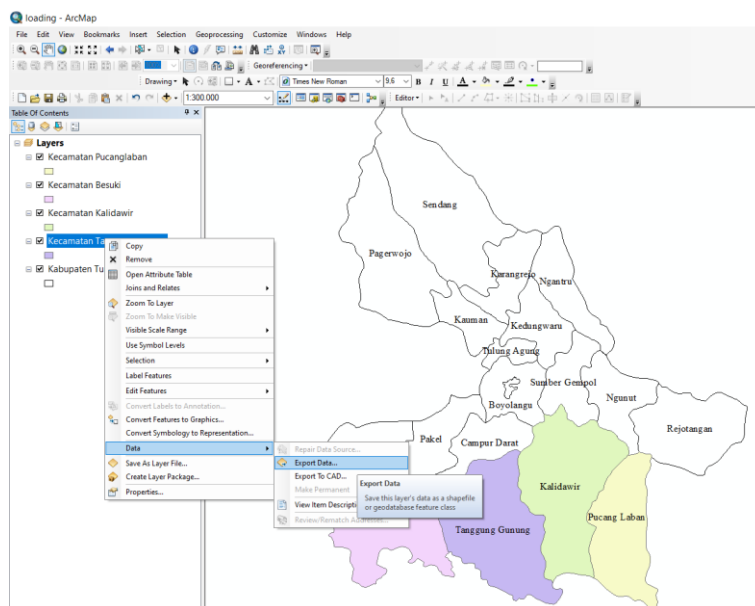 loading - ArcMap
File Edit View Bookmarks Insert Selection Geoprocessing Customize Windows Help
Georeferencing
Drawing Times New Roman 9,6 B I U A
1:300.000 Editor
Table Of Contents
Layers
Kecamatan Pucanglaban
Kecamatan Besuki
Kecamatan Kalidawir
Kecamatan Ta
Kabupaten Tu
Copy
Remove
Open Attribute Table
Joins and Relates
Zoom To Layer
Zoom To Make Visible
Visible Scale Range
Use Symbol Levels
Selection
Label Features
Edit Features
Convert Labels to Annotation...
Convert Features to Graphics...
Convert Symbology to Representation...
Data
Save As Layer File...
Create Layer Package...
Properties...
Repair Data Source...
Export Data...
Export To CAD...
Make Permanent
View Item Descripti
Review/Rematch Addresses...
Export Data
Save this layer's data as a shapefile
or geodatabase feature class
Sendang
Pagerwojo
Karangrejo
Ngantru
Kauman
Kedungwaru
Tulung Agung
Sumber Gempol
Ngunut
Boyolangu
Rejotangan
Pakel
Campur Darat
Kalidawir
Pucang Laban
Tanggung Gunung